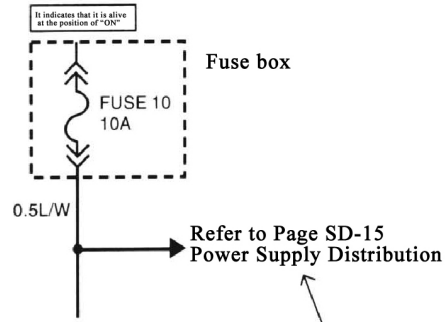 It indicates that it is alive
at the position of "ON"
Fuse box
FUSE 10
10A
0.5L/W
Refer to Page SD-15
Power Supply Distribution